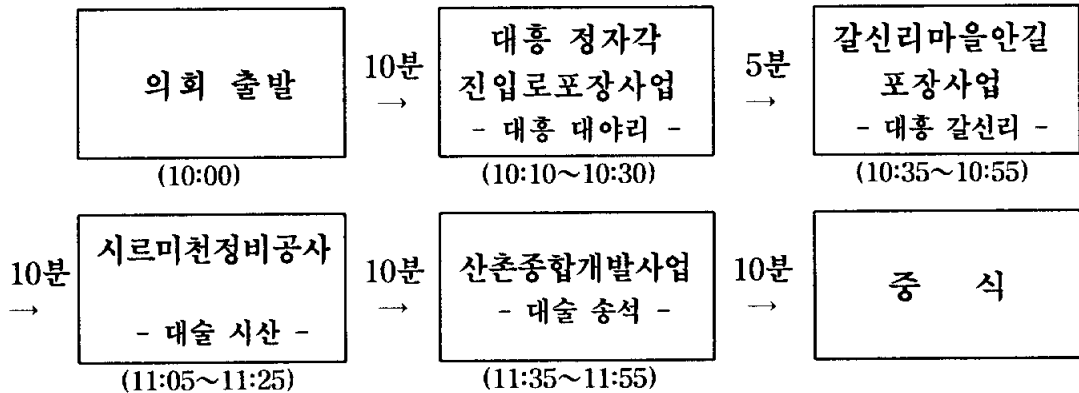 의회 출발
(10:00)
10분
→
대흥 정자각
진입로포장사업
- 대흥 대야리 -
(10:10～10:30)
5분
→
갈신리마을안길
포장사업
- 대흥 갈신리 -
(10:35～10:55)
10분
→
시르미천정비공사
- 대술 시산 -
(11:05～11:25)
10분
→
산촌종합개발사업
- 대술 송석 -
(11:35～11:55)
10분
→
중 식